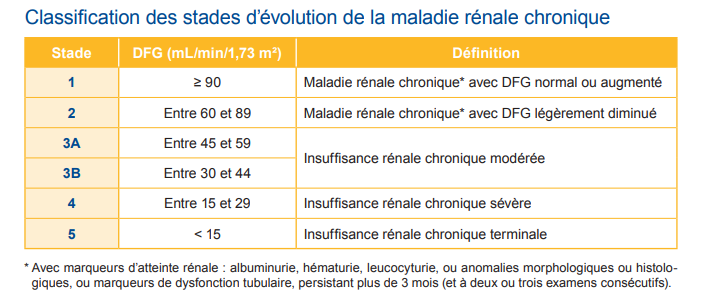 Classification des stades d’évolution de la maladie rénale chronique
Stade DFG (mL/min/1,73 m²) Définition
1 ≥ 90 Maladie rénale chronique* avec DFG normal ou augmenté
2 Entre 60 et 89 Maladie rénale chronique* avec DFG légèrement diminué
3A Entre 45 et 59
Insuffisance rénale chronique modérée
3B Entre 30 et 44
4 Entre 15 et 29 Insuffisance rénale chronique sévère
5 < 15 Insuffisance rénale chronique terminale
* Avec marqueurs d’atteinte rénale : albuminurie, hématurie, leucocyturie, ou anomalies morphologiques ou histolo-
giques, ou marqueurs de dysfonction tubulaire, persistant plus de 3 mois (et à deux ou trois examens consécutifs).